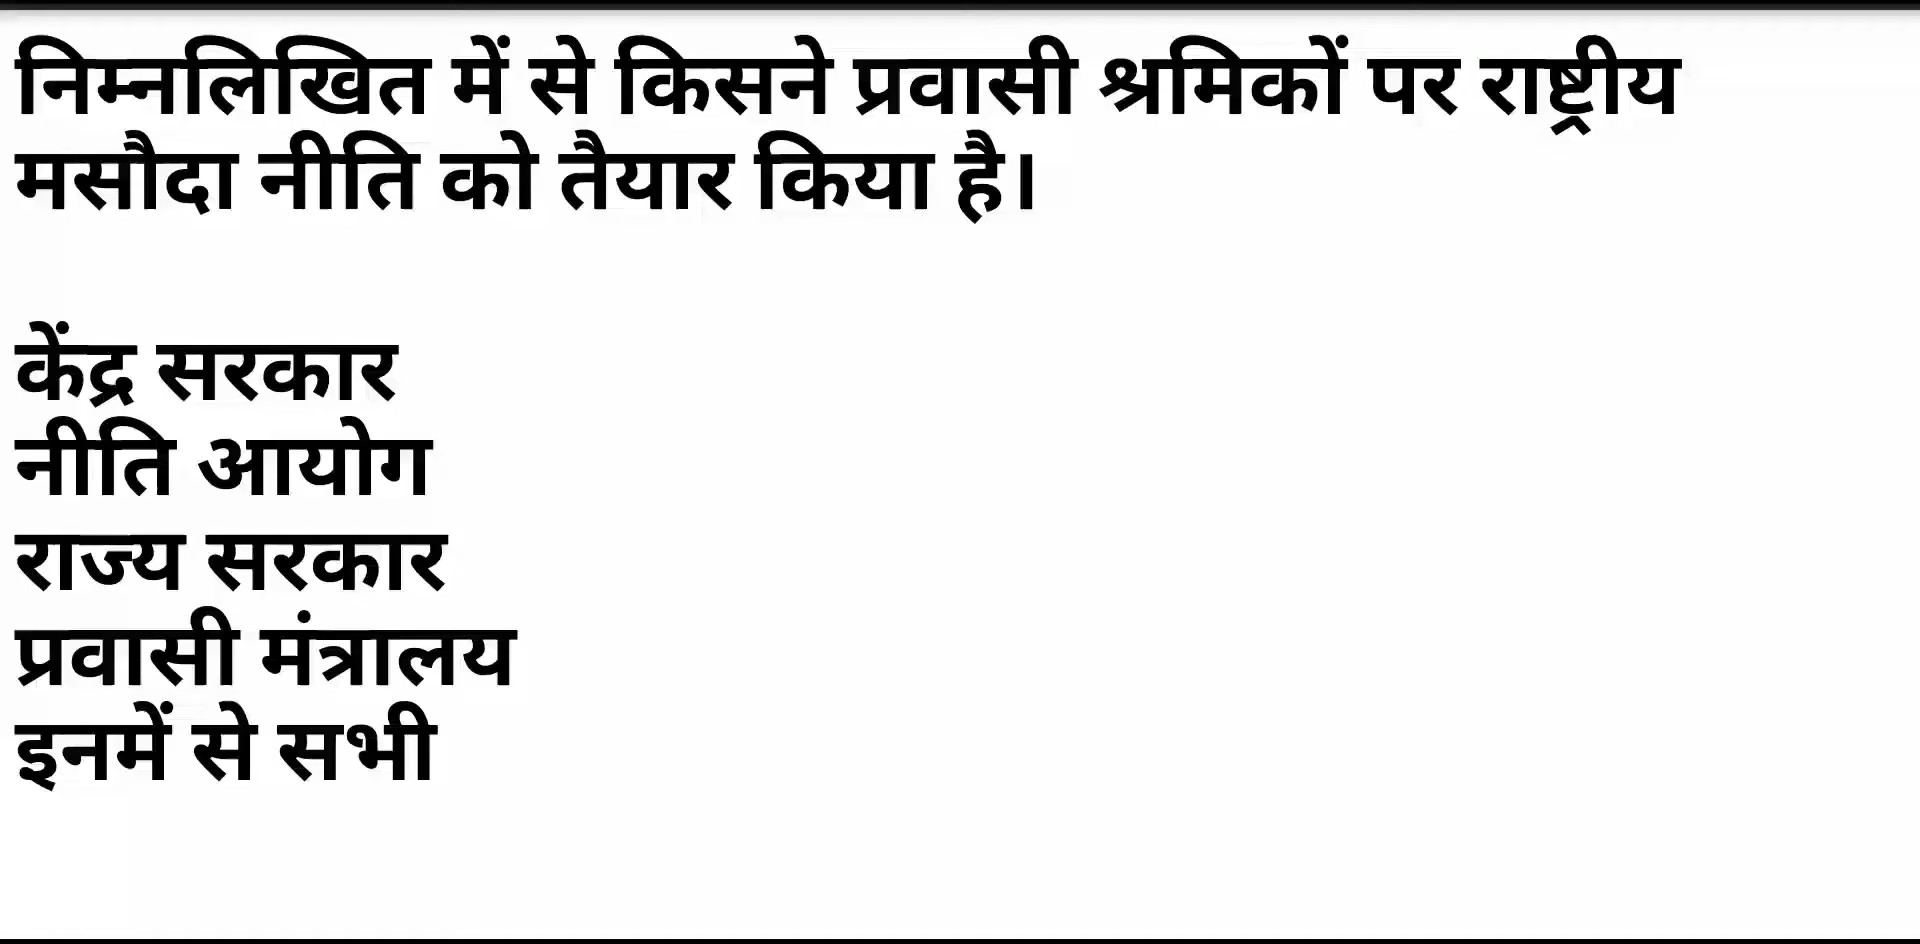 निम्नलिखित में से किसने प्रवासी श्रमिकों पर राष्ट्रीय
मसौदा नीति को तैयार किया है।
केंद्र सरकार
नीति आयोग
राज्य सरकार
प्रवासी मंत्रालय
इनमें से सभी